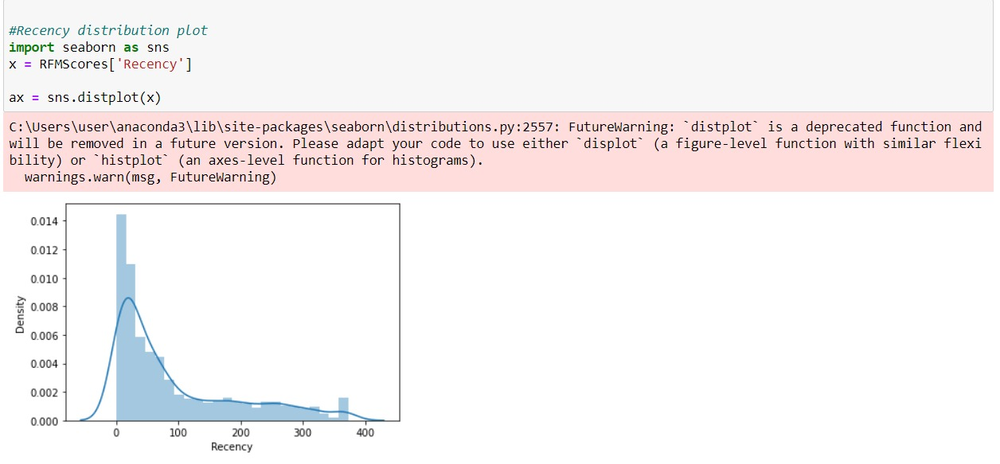 #Recency distribution plot
import seaborn as sns
x = RFMScores['Recency']
ax = sns.distplot(x)
C:\Users\user\anaconda3\lib\site-packages\seaborn\distributions.py:2557: FutureWarning: `distplot` is a deprecated function and
will be removed in a future version. Please adapt your code to use either `displot` (a figure-level function with similar flexi
bility) or `histplot` (an axes-level function for histograms).
warnings.warn(msg, FutureWarning)
0.014
0.012
0.010
0.008
0.006
0.004
0.002
0.000
Density
0 100 200 300 400
Recency